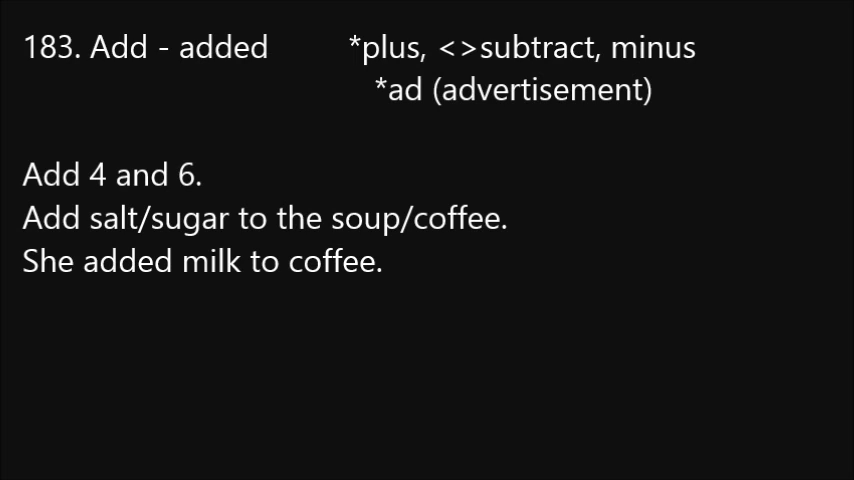 183. Add - added *plus, <>subtract, minus
*ad (advertisement)
Add 4 and 6.
Add salt/sugar to the soup/coffee.
She added milk to coffee.